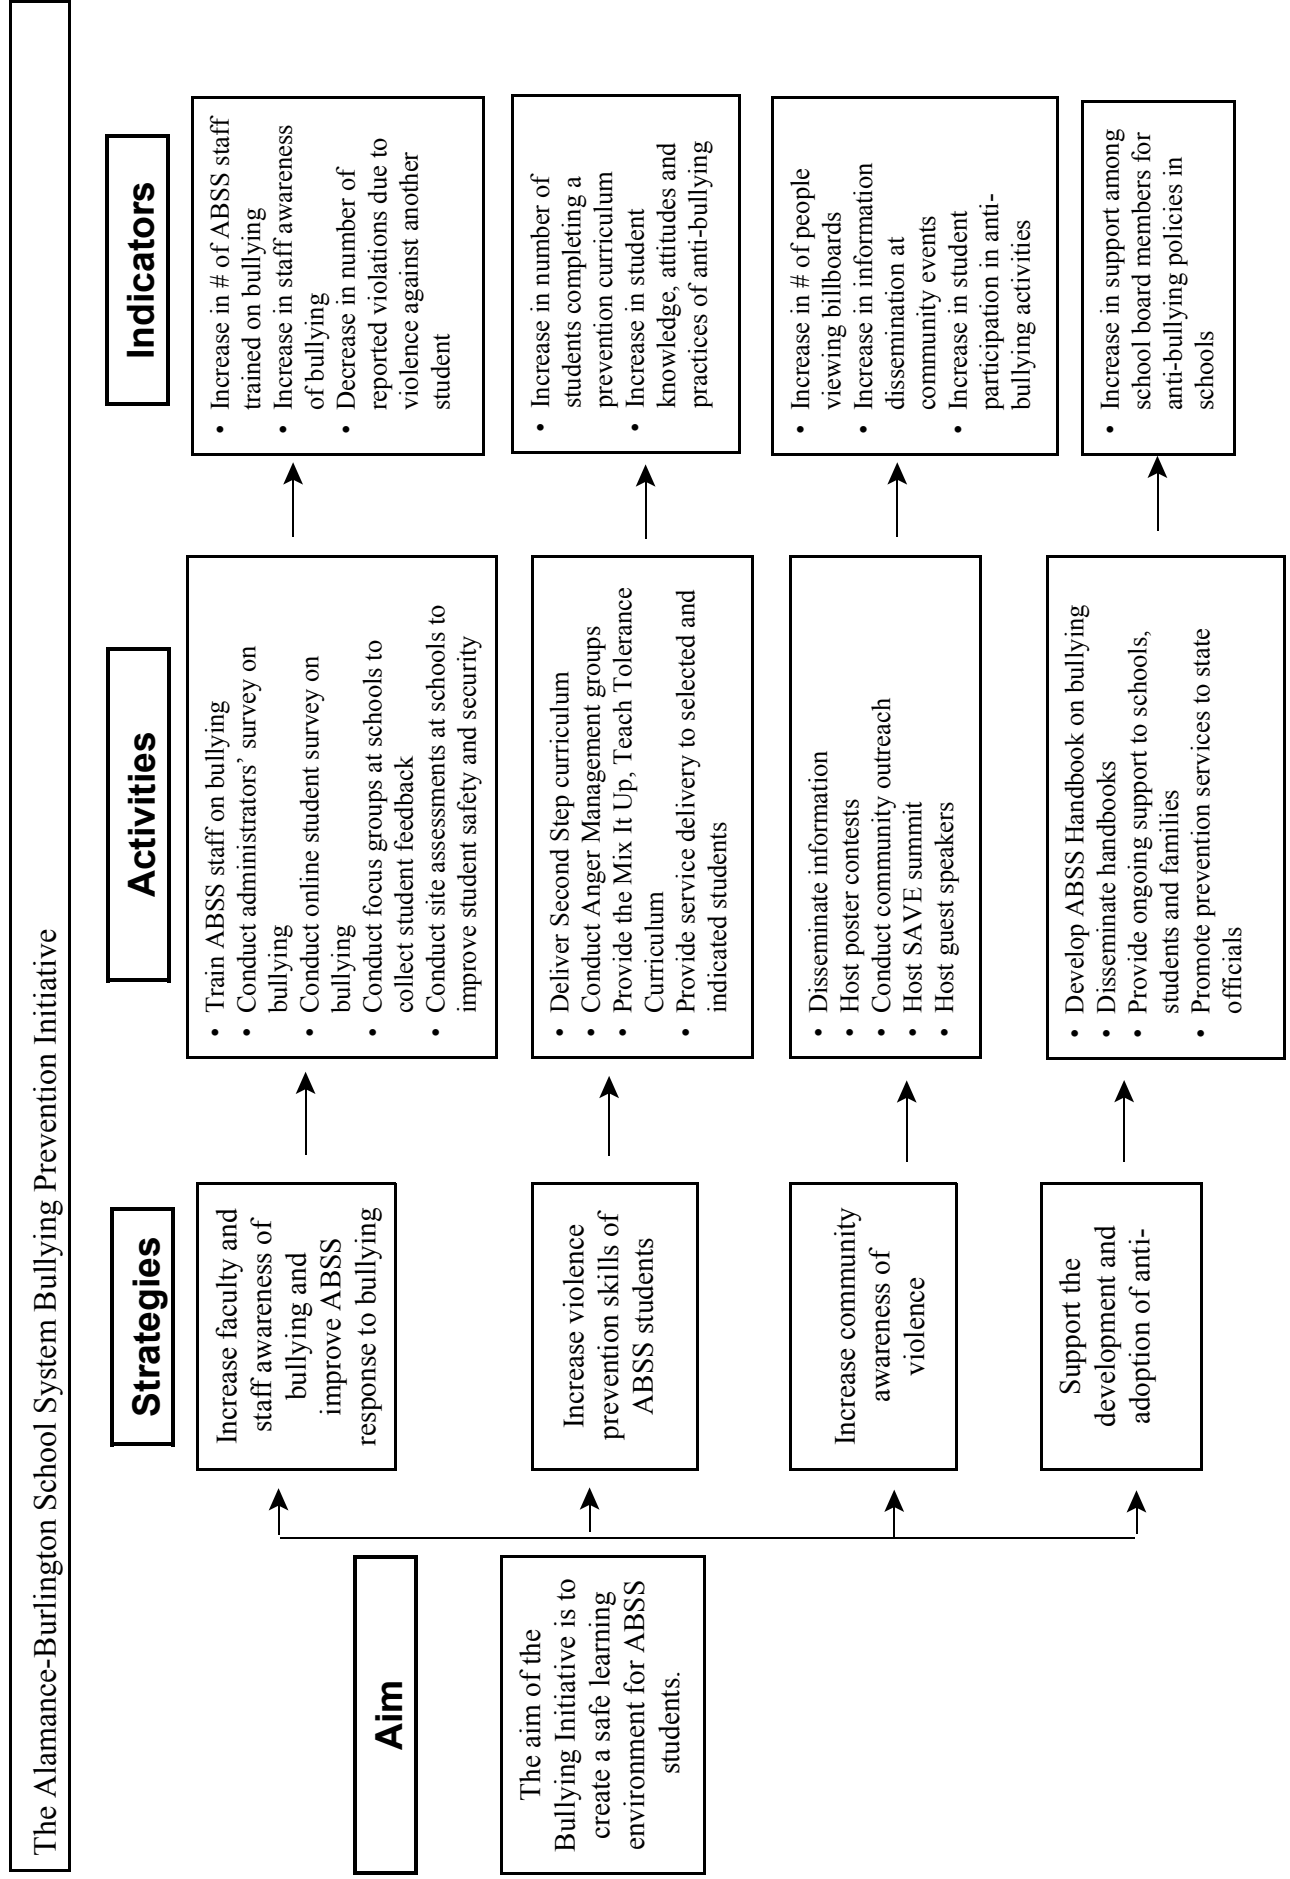 The Alamance-Burlington School System Bullying Prevention Initiative
Aim
The aim of the
Bullying Initiative is to
create a safe learning
environment for ABSS
students.
Strategies
Increase faculty and
staff awareness of
bullying and
improve ABSS
response to bullying
Increase violence
prevention skills of
ABSS students
Increase community
awareness of
violence
Support the
development and
adoption of anti-
Activities
• Train ABSS staff on bullying
• Conduct administrators’ survey on
bullying
• Conduct online student survey on
bullying
• Conduct focus groups at schools to
collect student feedback
• Conduct site assessments at schools to
improve student safety and security
• Deliver Second Step curriculum
• Conduct Anger Management groups
• Provide the Mix It Up, Teach Tolerance
Curriculum
• Provide service delivery to selected and
indicated students
• Disseminate information
• Host poster contests
• Conduct community outreach
• Host SAVE summit
• Host guest speakers
• Develop ABSS Handbook on bullying
• Disseminate handbooks
• Provide ongoing support to schools,
students and families
• Promote prevention services to state
officials
Indicators
• Increase in # of ABSS staff
trained on bullying
• Increase in staff awareness
of bullying
• Decrease in number of
reported violations due to
violence against another
student
• Increase in number of
students completing a
prevention curriculum
• Increase in student
knowledge, attitudes and
practices of anti-bullying
• Increase in # of people
viewing billboards
• Increase in information
dissemination at
community events
• Increase in student
participation in anti-
bullying activities
• Increase in support among
school board members for
anti-bullying policies in
schools